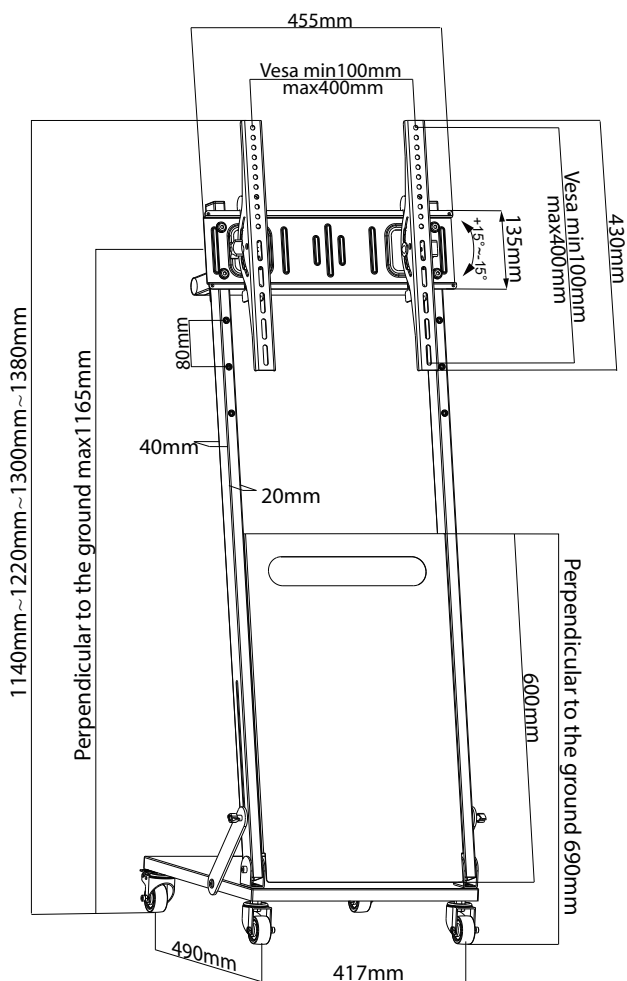 455mm
Vesa min100mm
max400mm
Vesa min100mm
max400mm
430mm
135mm
+15°~-15°
80mm
40mm
20mm
1140mm~1220mm~1300mm~1380mm
Perpendicular to the ground max1165mm
600mm
Perpendicular to the ground 690mm
490mm
417mm